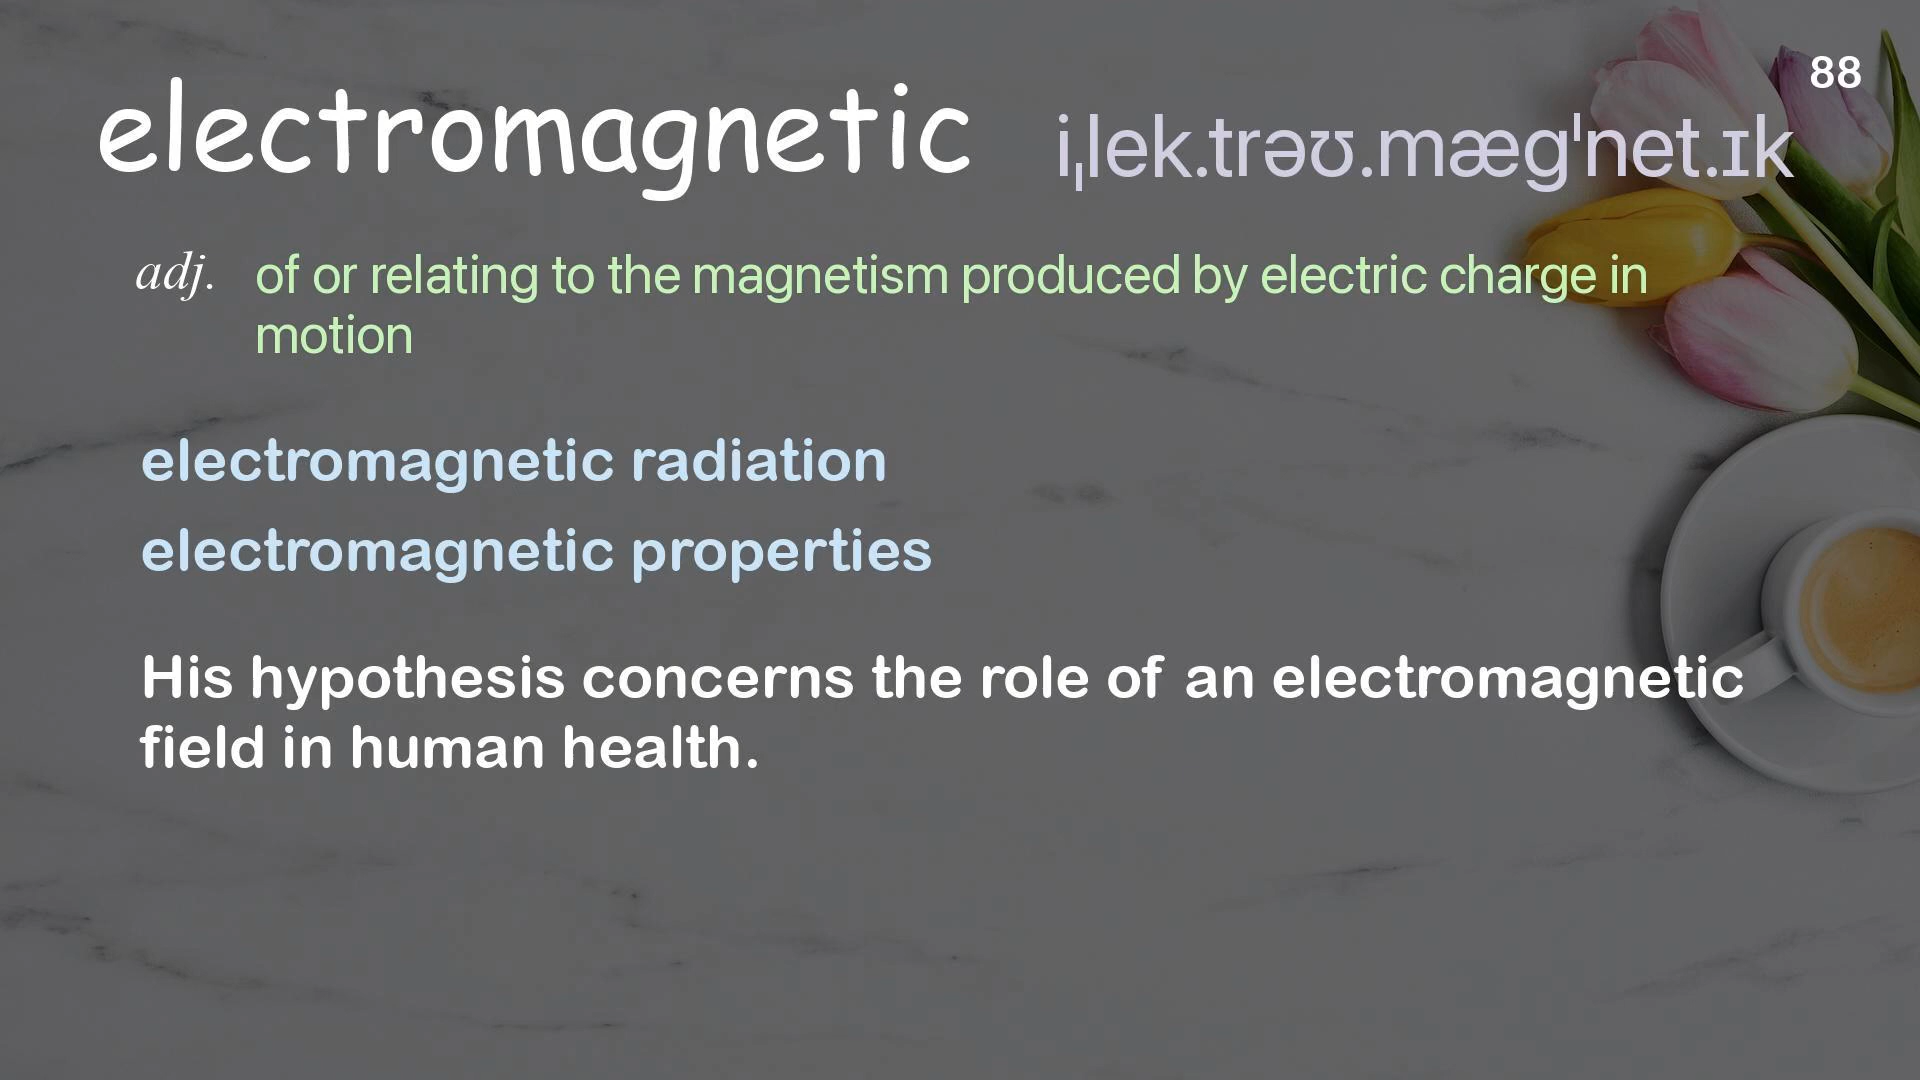 88
electromagnetic iˌlek.trəʊ.mægˈnet.ɪk
adj. of or relating to the magnetism produced by electric charge in
motion
electromagnetic radiation
electromagnetic properties
His hypothesis concerns the role of an electromagnetic
field in human health.